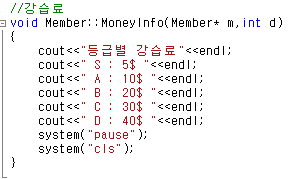 //강습료
void Member::MoneyInfo(Member* m,int d)
{
cout<<"등급별 강습료"<<endl;
cout<<" S : 5$ "<<endl;
cout<<" A : 10$ "<<endl;
cout<<" B : 20$ "<<endl;
cout<<" C : 30$ "<<endl;
cout<<" D : 40$ "<<endl;
system("pause");
system("cls");
}